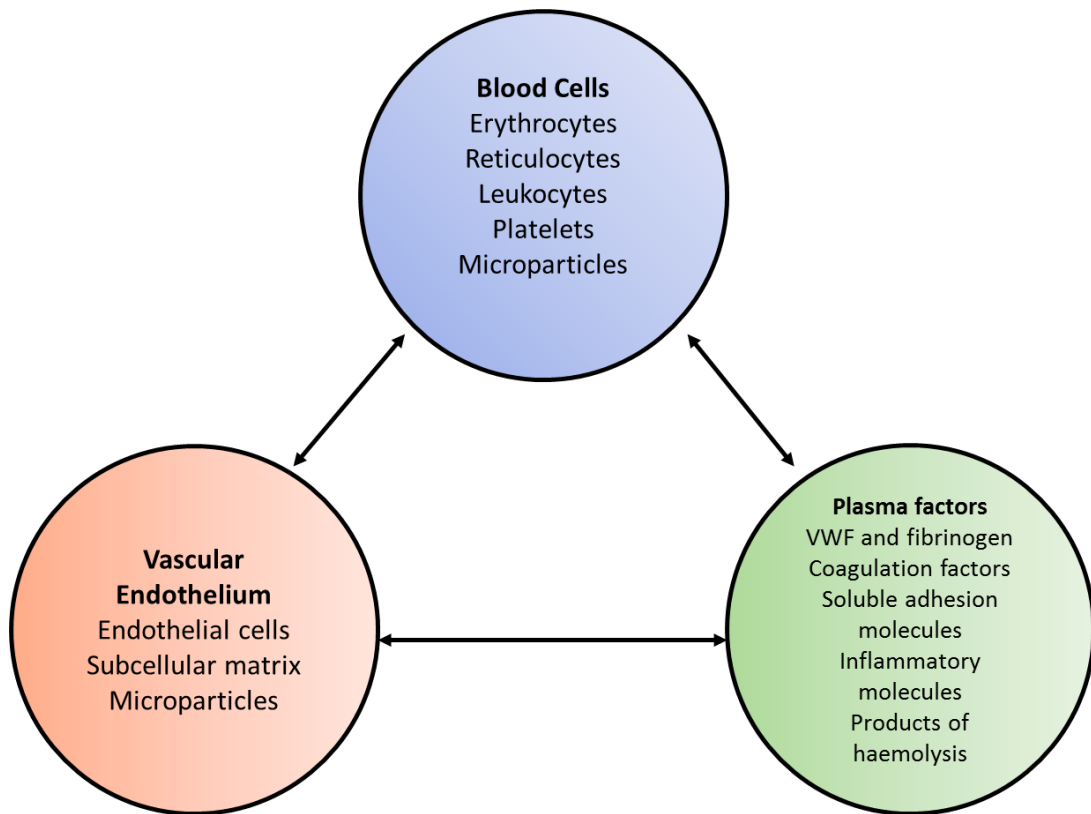 Blood Cells
Erythrocytes
Reticulocytes
Leukocytes
Platelets
Microparticles
Vascular
Endothelium
Endothelial cells
Subcellular matrix
Microparticles
Plasma factors
VWF and fibrinogen
Coagulation factors
Soluble adhesion
molecules
Inflammatory
molecules
Products of
haemolysis